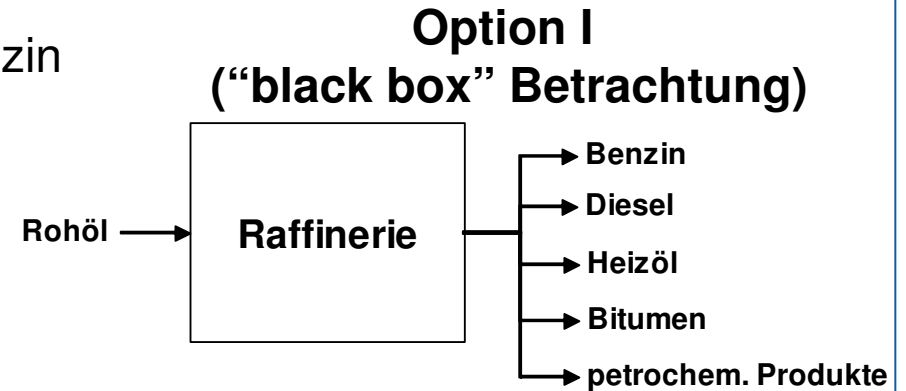 zin
Option I
(“black box” Betrachtung)
Rohöl
Raffinerie
Benzin
Diesel
Heizöl
Bitumen
petrochem. Produkte